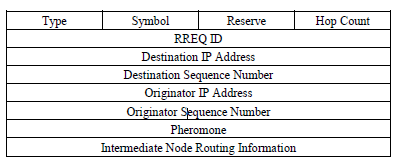 Type Symbol Reserve Hop Count
RREQ ID
Destination IP Address
Destination Sequence Number
Originator IP Address
Originator Sequence Number
Pheromone
Intermediate Node Routing Information